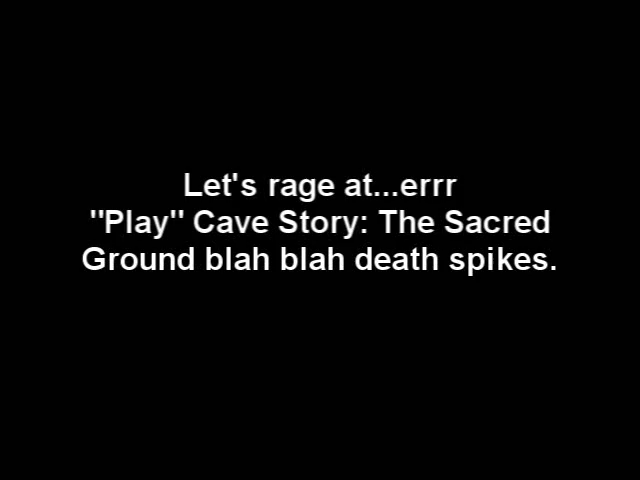 Let's rage at...errr
"Play" Cave Story: The Sacred
Ground blah blah death spikes.